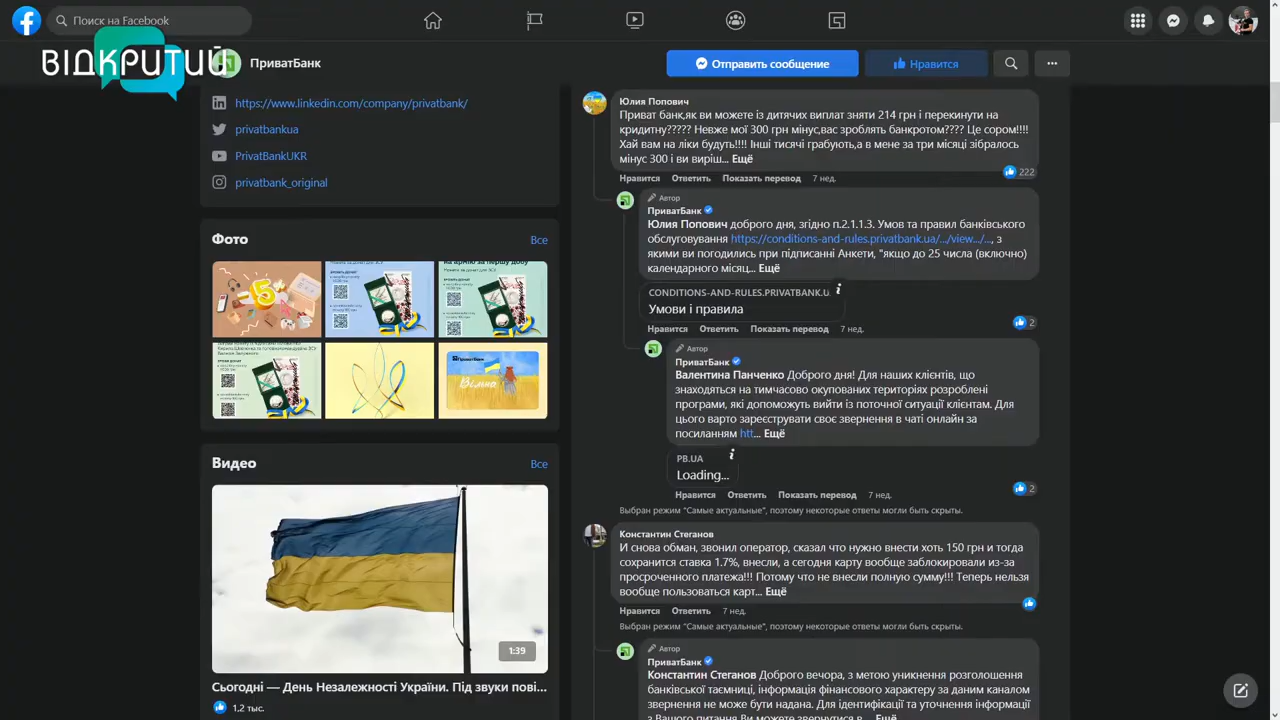 Поиск на Facebook
ВІДКРИТИЙ
ПриватБанк
Отправить сообщение
Нравится
https://www.linkedin.com/company/privatbank/
privatbankua
PrivatBankUKR
privatbank_original
Фото
Все
Вільна
Видео
Все
1:39
Сьогодні — День Незалежності України. Під звуки пові...
1.2 тыс.
Юлия Попович
Приват банк,як ви можете із дитячих виплат зняти 214 грн і перекинути на
кридитну????? Невже мої 300 грн мінус,вас зроблять банкротом???? Це сором!!!!
Хай вам на ліки будуть!!!! Інші тисячі грабують,а в мене за три місяці зібралось
мінус 300 і ви виріш... Ещё
Нравится Ответить Показать перевод 7 нед.
222
Автор
ПриватБанк
Юлия Попович доброго дня, згідно п.2.1.1.3. Умов та правил банківського
обслуговування https://conditions-and-rules.privatbank.ua/.../view.../..., з
якими ви погодились при підписанні Анкети, "якщо до 25 числа (включно)
календарного місяц... Ещё
CONDITIONS-AND-RULES.PRIVATBANK.U
Умови і правила
Нравится Ответить Показать перевод 7 нед.
2
Автор
ПриватБанк
Валентина Панченко Доброго дня! Для наших клієнтів, що
знаходяться на тимчасово окупованих територіях розроблені
програми, які допоможуть вийти із поточної ситуації клієнтам. Для
цього варто зареєструвати своє звернення в чаті онлайн за
посиланням htt... Ещё
PB.UA
Loading...
Нравится Ответить Показать перевод 7 нед.
2
Выбран режим "Самые актуальные", поэтому некоторые ответы могли быть скрыты.
Константин Стеганов
И снова обман, звонил оператор, сказал что нужно внести хоть 150 грн и тогда
сохранится ставка 1.7%, внесли, а сегодня карту вообще заблокировали из-за
просроченного платежа!!! Потому что не внесли полную сумму!!! Теперь нельзя
вообще пользоваться карт... Ещё
Нравится Ответить 7 нед.
Выбран режим "Самые актуальные", поэтому некоторые ответы могли быть скрыты.
Автор
ПриватБанк
Константин Стеганов Доброго вечора, з метою уникнення розголошення
банківської таємниці, інформація фінансового характеру за даним каналом
звернення не може бути надана. Для ідентифікації та уточнення інформації
з Вашого питання Ви можете звернутися в... Ещё